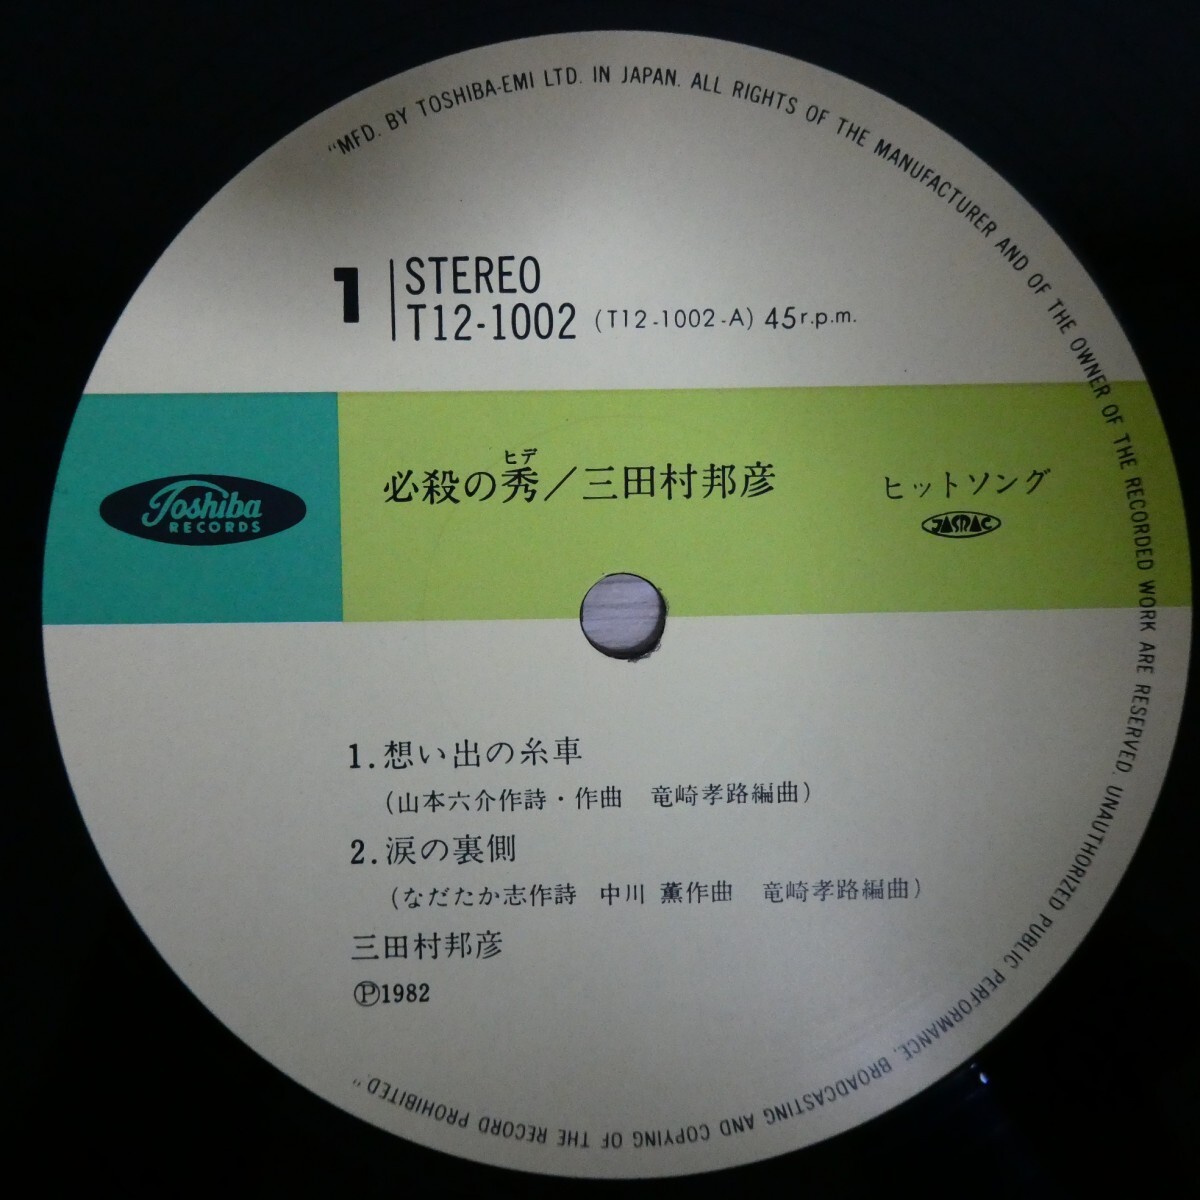 "MFD. BY TOSHIBA-EMI LTD. IN JAPAN. ALL RIGHTS OF THE MANUFACTURER AND OF THE OWNER OF THE RECORDED WORK ARE RESERVED. UNAUTHORIZED PUBLIC PERFORMANCE, BROADCASTING AND COPYING OF THE RECORD PROHIBITED."
1 STEREO
T12-1002 (T12-1002-A) 45r.p.m.
ヒデ
必殺の秀／三田村邦彦 ヒットソング
Toshiba
RECORDS
JASRAC
1.想い出の糸車
(山本六介作詩・作曲 竜崎孝路編曲)
2.涙の裏側
(なだたか志作詩 中川 薫作曲 竜崎孝路編曲)
三田村邦彦
Ⓟ1982